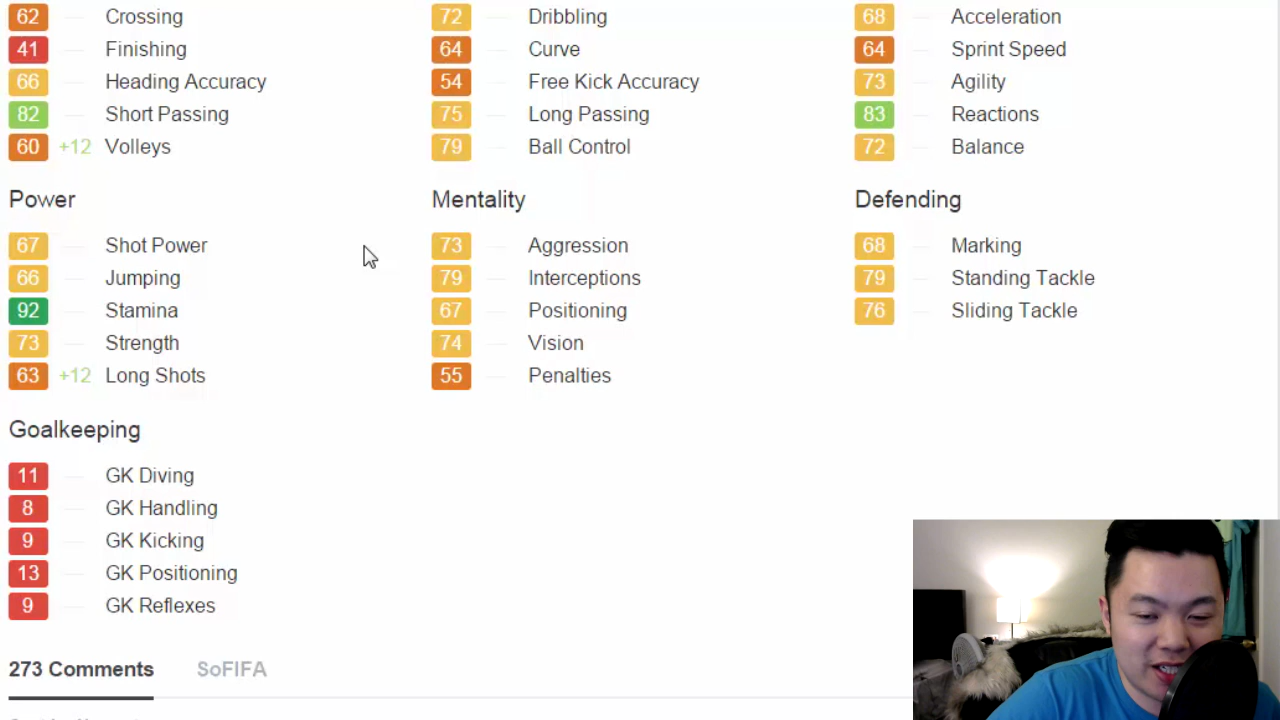 62 Crossing
41 Finishing
66 Heading Accuracy
82 Short Passing
60 +12 Volleys
72 Dribbling
64 Curve
54 Free Kick Accuracy
75 Long Passing
79 Ball Control
68 Acceleration
64 Sprint Speed
73 Agility
83 Reactions
72 Balance
Power
67 Shot Power
66 Jumping
92 Stamina
73 Strength
63 +12 Long Shots
Mentality
73 Aggression
79 Interceptions
67 Positioning
74 Vision
55 Penalties
Defending
68 Marking
79 Standing Tackle
76 Sliding Tackle
Goalkeeping
11 GK Diving
8 GK Handling
9 GK Kicking
13 GK Positioning
9 GK Reflexes
273 Comments SoFIFA